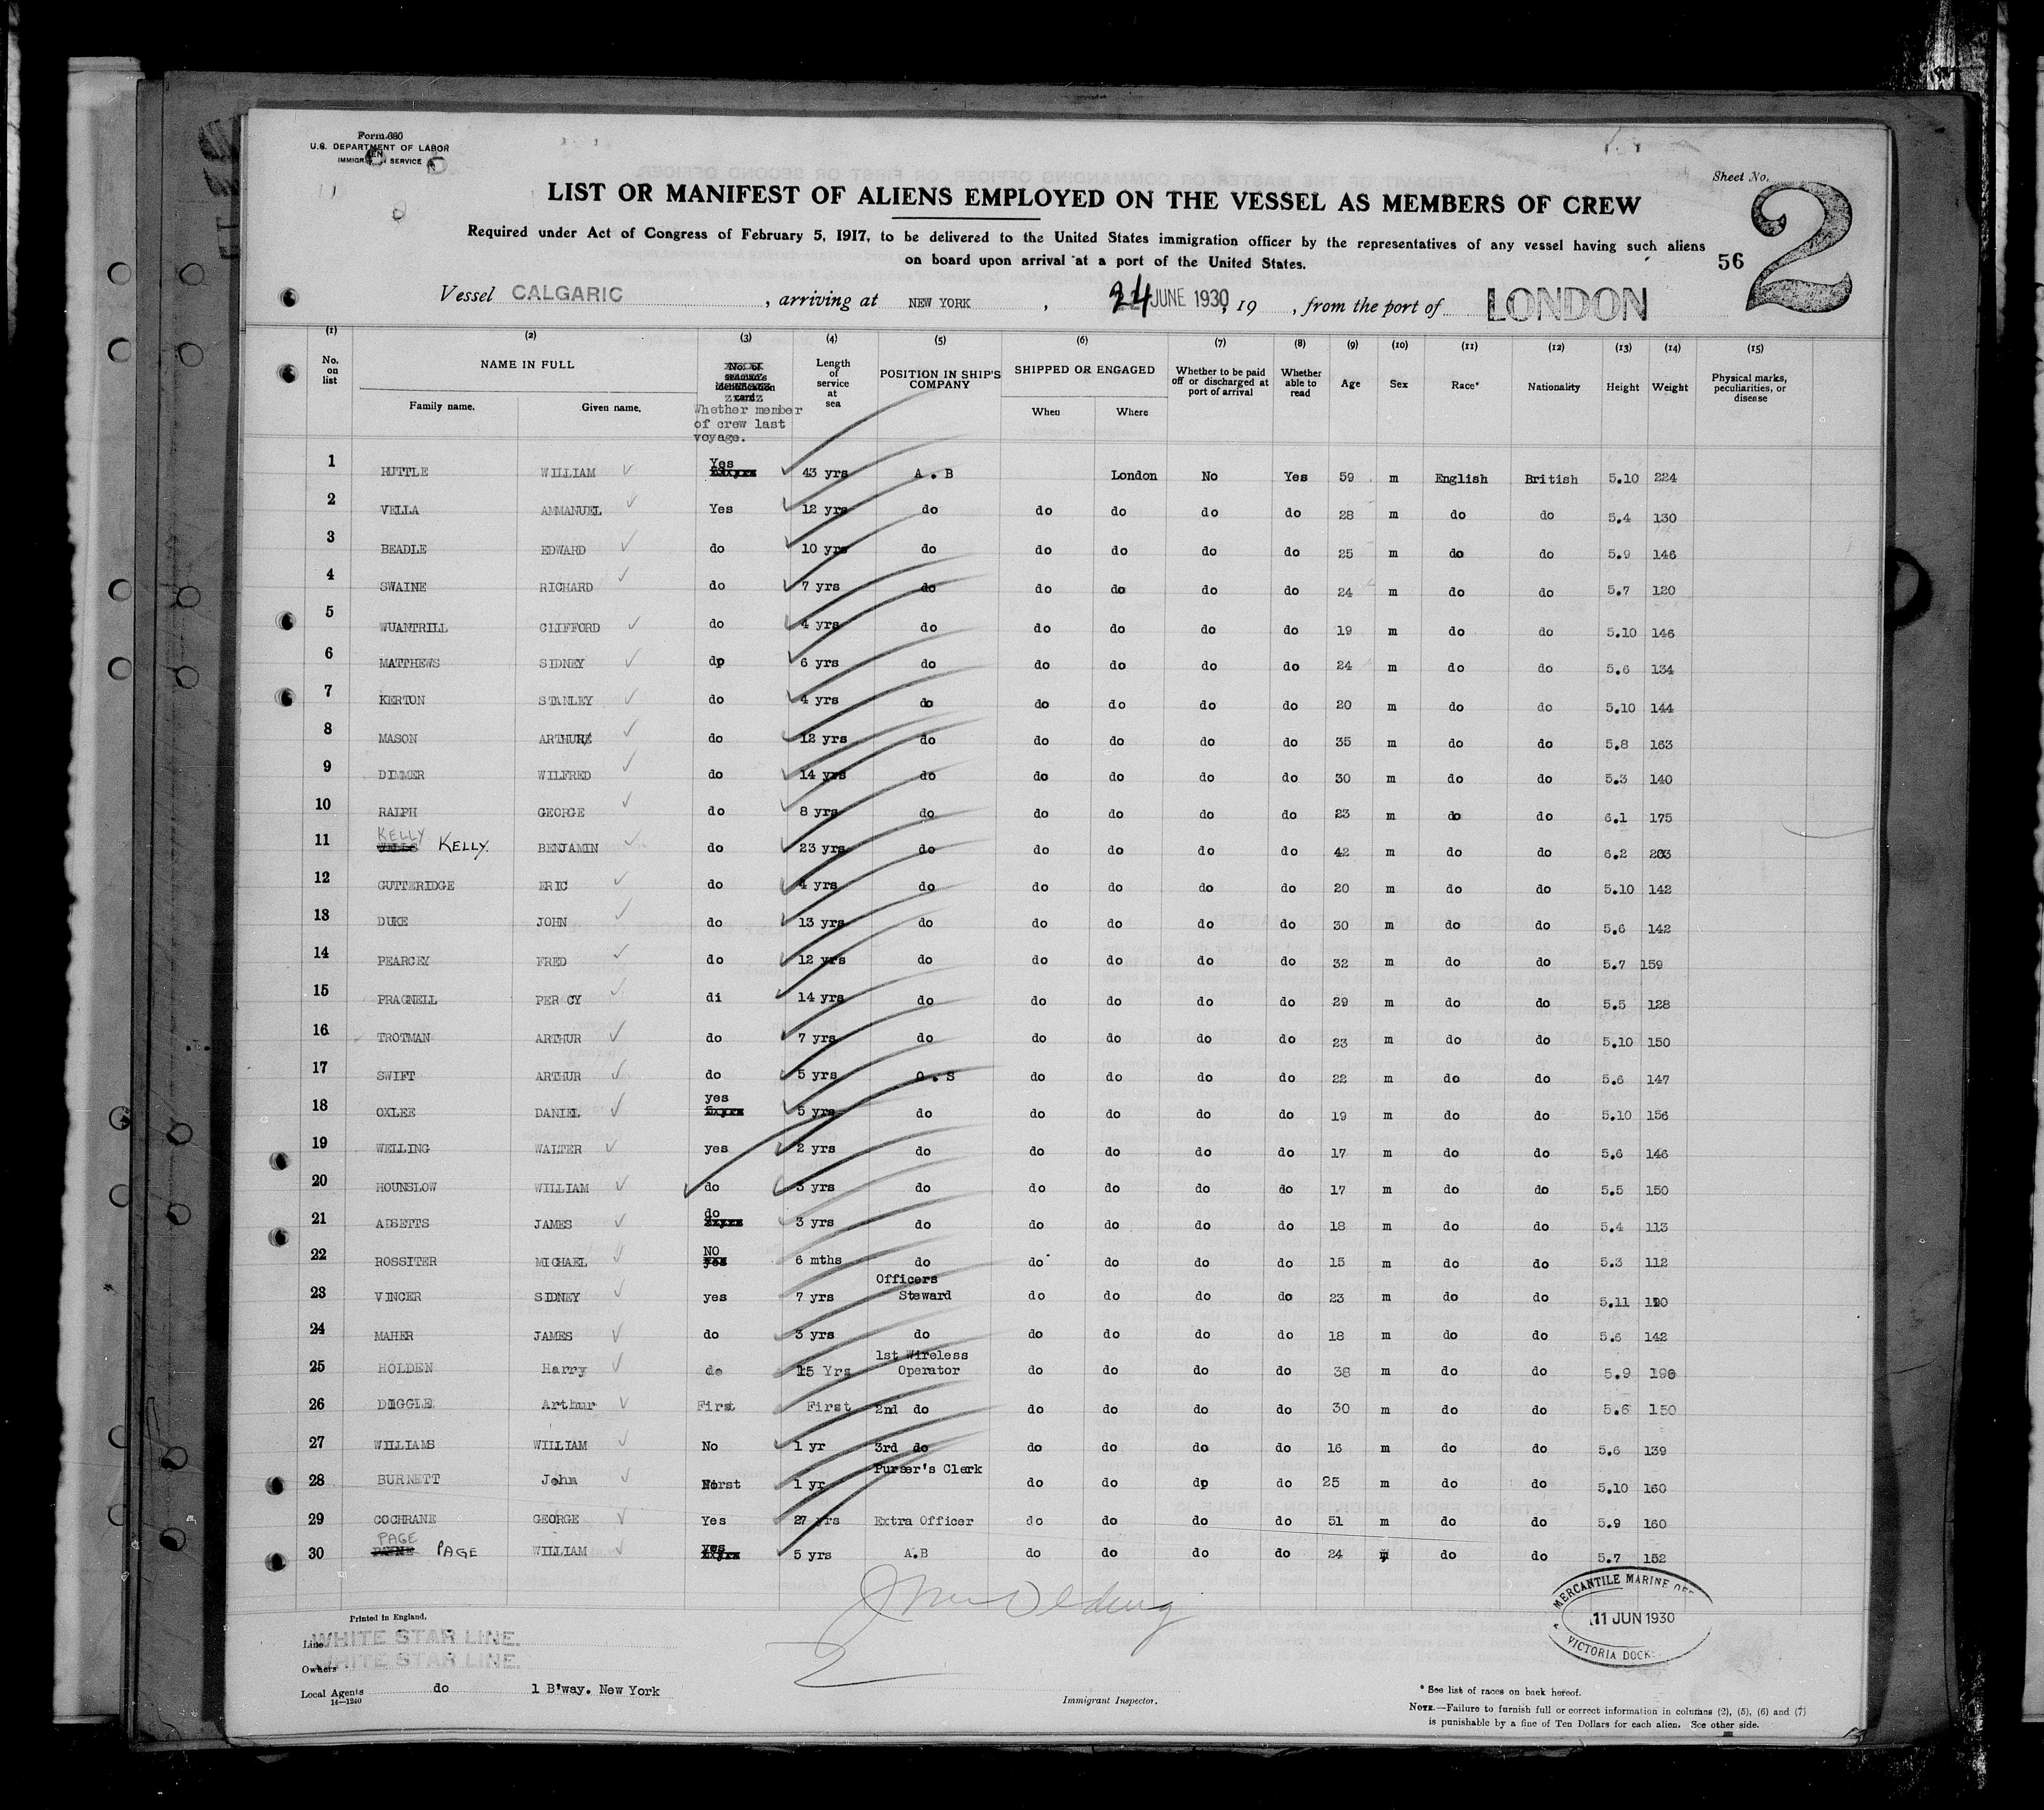 Form 680
U.S. DEPARTMENT OF LABOR
IMMIGRATION SERVICE
Sheet No. 2
LIST OR MANIFEST OF ALIENS EMPLOYED ON THE VESSEL AS MEMBERS OF CREW
Required under Act of Congress of February 5, 1917, to be delivered to the United States immigration officer by the representatives of any vessel having such aliens
on board upon arrival at a port of the United States.
56
Vessel CALGARIC, arriving at NEW YORK, 24 JUNE 1930, 19, from the port of LONDON
(1) (2) (3) (4) (5) (6) (7) (8) (9) (10) (11) (12) (13) (14) (15)
No. on list NAME IN FULL Family name. Given name. No. of seaman's identification card Whether member of crew last voyage. Length of service at sea POSITION IN SHIP'S COMPANY SHIPPED OR ENGAGED When Where Whether to be paid off or discharged at port of arrival Whether able to read Age Sex Race* Nationality Height Weight Physical marks, peculiarities, or disease
1 RUTTLE WILLIAM Yes 43 yrs A.B London No Yes 59 m English British 5.10 224
2 VELLA AMMANUEL Yes 12 yrs do do do do do 28 m do do 5.4 130
3 BEADLE EDWARD do 10 yrs do do do do do 25 m do do 5.9 146
4 SWAINE RICHARD do 7 yrs do do do do do 24 m do do 5.7 120
5 WUANTRILL CLIFFORD do 4 yrs do do do do do 19 m do do 5.10 146
6 MATTHEWS SIDNEY dp 6 yrs do do do do do 24 m do do 5.6 134
7 KERTON STANLEY do 4 yrs do do do do do 20 m do do 5.10 144
8 MASON ARTHUR do 12 yrs do do do do do 35 m do do 5.8 163
9 DIMMER WILFRED do 14 yrs do do do do do 30 m do do 5.3 140
10 RALPH GEORGE do 8 yrs do do do do do 23 m do do 6.1 175
KELLY
11 WELLS KELLY. BENJAMIN do 23 yrs do do do do do 42 m do do 6.2 203
12 GUTTERIDGE ERIC do 4 yrs do do do do do 20 m do do 5.10 142
13 DUKE JOHN do 13 yrs do do do do do 30 m do do 5.6 142
14 PEARCEY FRED do 12 yrs do do do do do 32 m do do 5.7 159
15 PRAGNELL PERCY di 14 yrs do do do do do 29 m do do 5.5 128
16 TROTMAN ARTHUR do 7 yrs do do do do do 23 m do do 5.10 150
17 SWIFT ARTHUR do 5 yrs O.S do do do do 22 m do do 5.6 147
18 OXLEE DANIEL yes 5 yrs do do do do do 19 m do do 5.10 156
19 WELLING WALTER yes 2 yrs do do do do do 17 m do do 5.6 146
20 HOUNSLOW WILLIAM do 3 yrs do do do do do 17 m do do 5.5 150
21 ADSETTS JAMES do 3 yrs do do do do do 18 m do do 5.4 113
22 ROSSITER MICHAEL NO yes 6 mths do do do do do 15 m do do 5.3 112
23 VINCER SIDNEY yes 7 yrs Officers Steward do do do do 23 m do do 5.11
24 MAHER JAMES do 3 yrs do do do do do 18 m do do 5.6 142
25 HOLDEN Harry do 15 Yrs 1st Wireless Operator do do do do 38 m do do 5.9 196
26 DIGGLE Arthur First First 2nd do do do do do 30 m do do 5.6 150
27 WILLIAMS WILLIAM No 1 yr 3rd do do do do do 16 m do do 5.6 139
28 BURNETT John First 1 yr Purser's Clerk do do dp do 25 m do do 5.10 160
29 COCHRANE GEORGE Yes 27 yrs Extra Officer do do do do 51 m do do 5.9 160
PAGE
30 PAGE WILLIAM yes 5 yrs A.B do do do do 24 m do do 5.7 152
MERCANTILE MARINE OFF
11 JUN 1930
VICTORIA DOCKS
Printed in England.
Line WHITE STAR LINE.
Owners WHITE STAR LINE.
Local Agents do 1 B'way. New York
14—1240
Immigrant Inspector.
* See list of races on back hereof.
NOTE.—Failure to furnish full or correct information in columns (2), (5), (6) and (7)
is punishable by a fine of Ten Dollars for each alien. See other side.